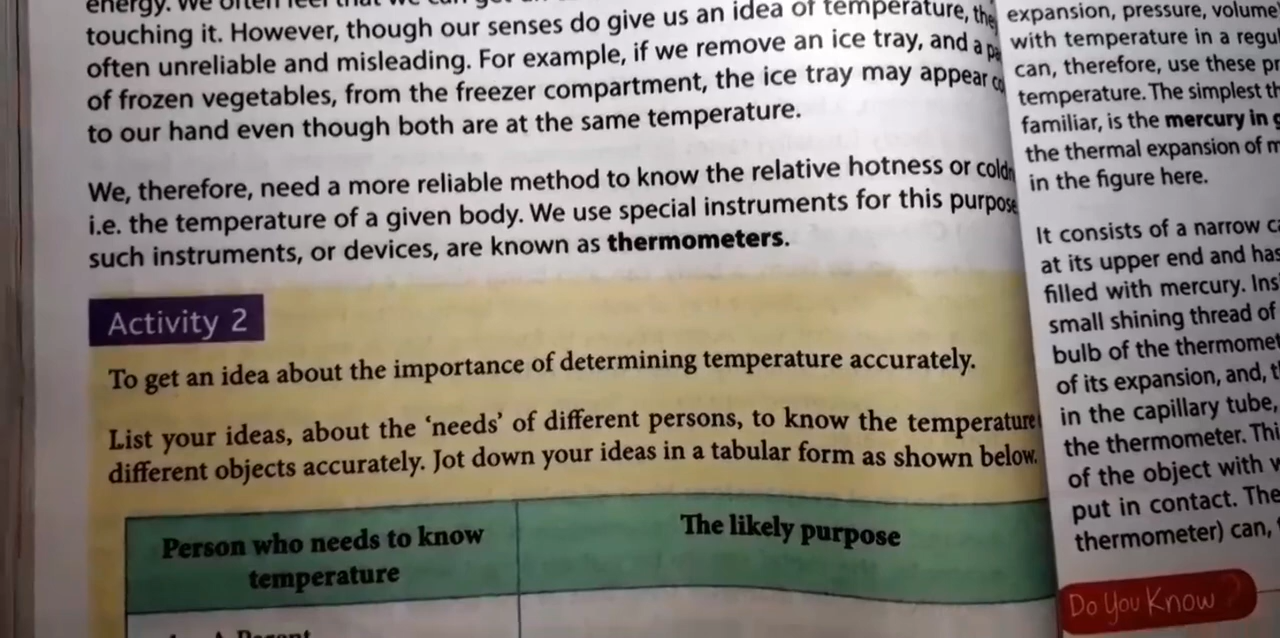 touching it. However, though our senses do give us an idea of temperature,
often unreliable and misleading. For example, if we remove an ice tray, and a
of frozen vegetables, from the freezer compartment, the ice tray may appear
to our hand even though both are at the same temperature.
We, therefore, need a more reliable method to know the relative hotness or
i.e. the temperature of a given body. We use special instruments for this purpose
such instruments, or devices, are known as thermometers.
Activity 2
To get an idea about the importance of determining temperature accurately.
List your ideas, about the ‘needs’ of different persons, to know the temperature
different objects accurately. Jot down your ideas in a tabular form as shown below.
Person who needs to know
temperature
The likely purpose
expansion, pressure, volume
with temperature in a
can, therefore, use these
temperature. The simplest
familiar, is the mercury in
the thermal expansion of
in the figure here.
It consists of a narrow
at its upper end and has
filled with mercury.
small shining thread of
bulb of the
of its expansion, and,
in the capillary tube,
the thermometer.
of the object with
put in contact. The
thermometer) can,
Do You Know